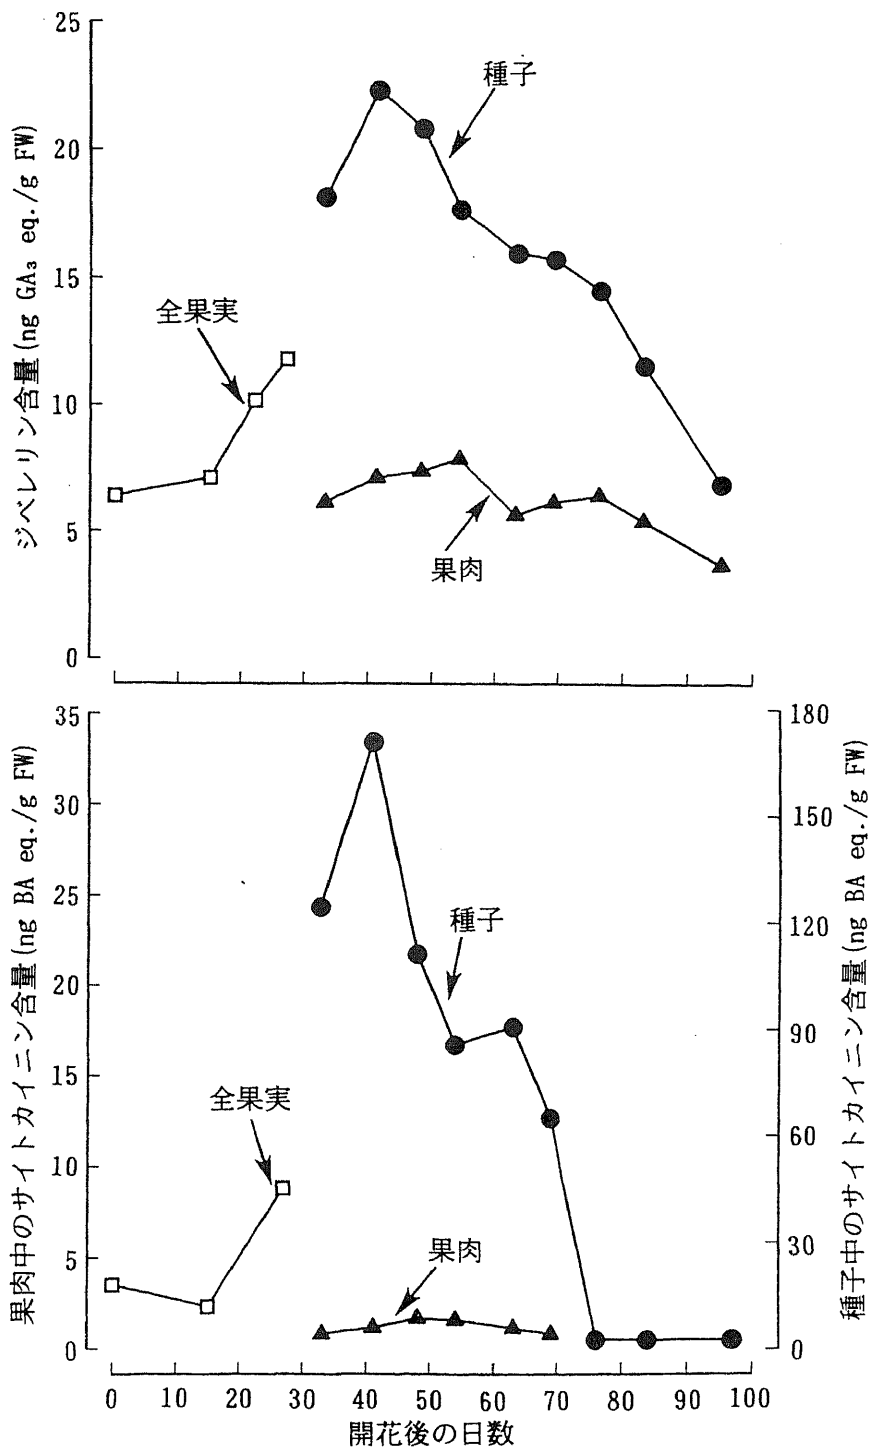 ジベレリン含量(ng GA₃ eq./g FW)
25
20
15
10
5
0
種子
全果実
果肉
果肉中のサイトカイニン含量(ng BA eq./g FW)
35
30
25
20
15
10
5
0
種子
全果実
果肉
180
150
120
90
60
30
0
種子中のサイトカイニン含量(ng BA eq./g FW)
0 10 20 30 40 50 60 70 80 90 100
開花後の日数